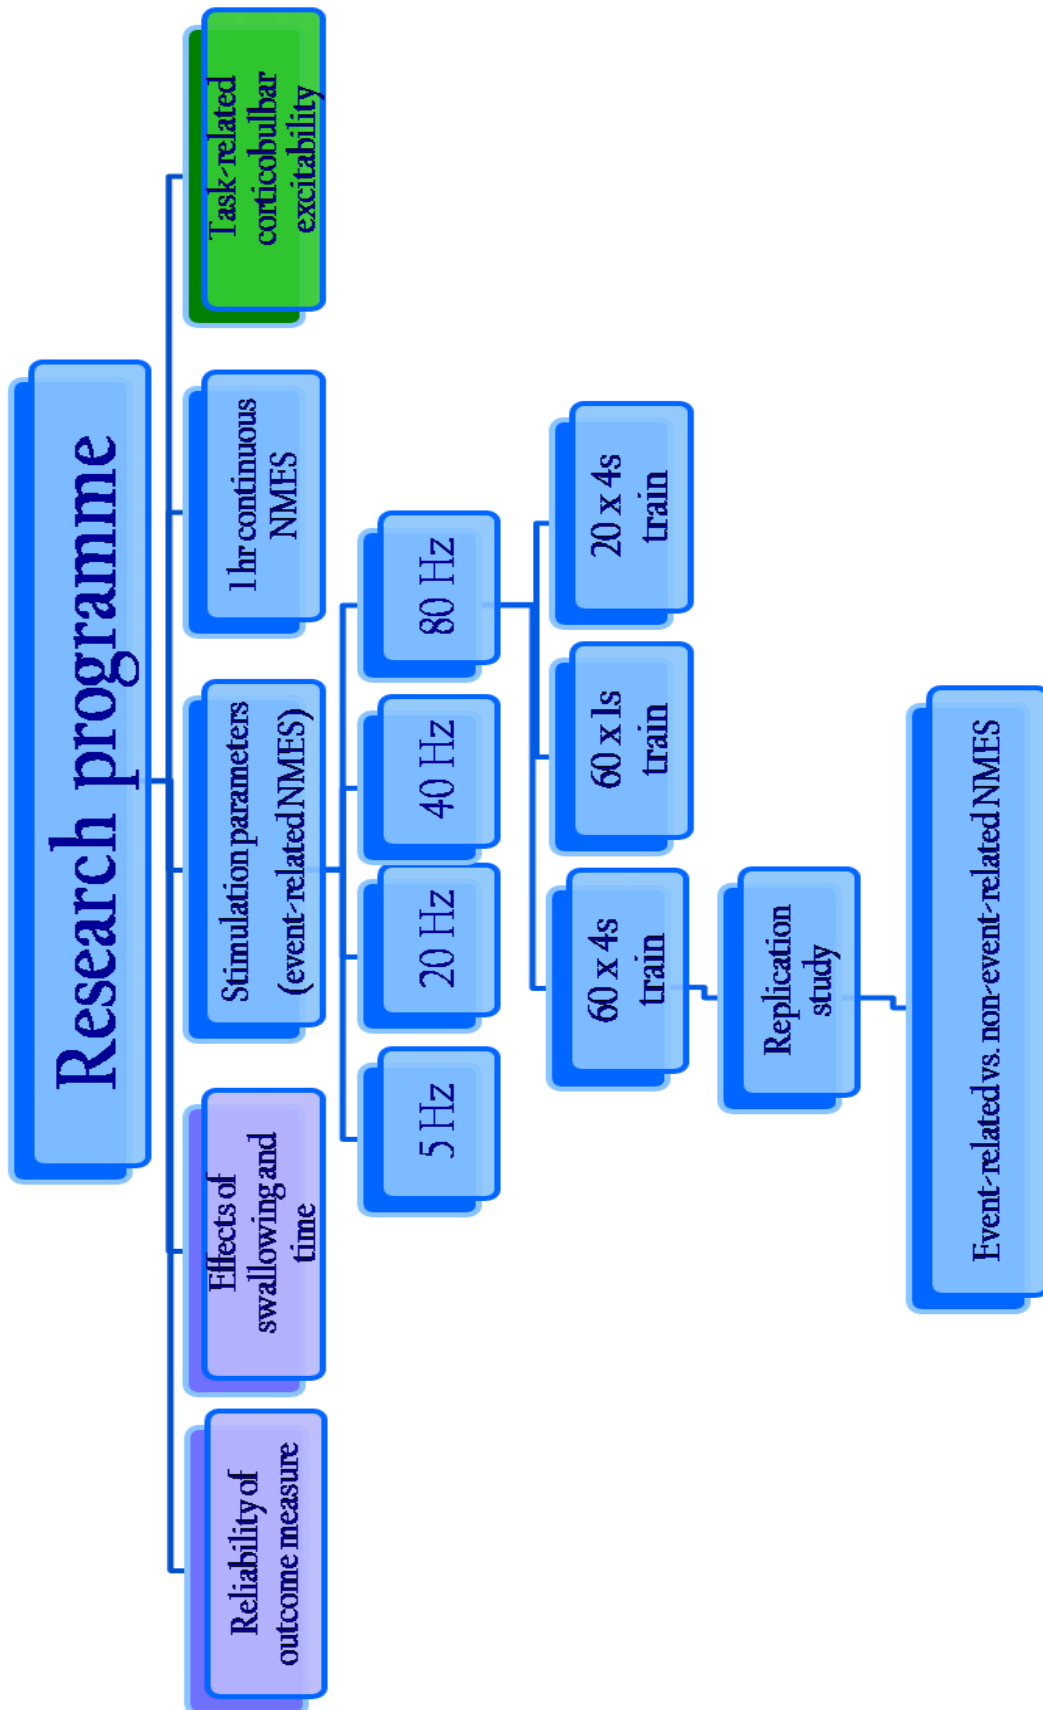 Research programme
Reliability of
outcome measure
Effects of
swallowing and
time
Stimulation parameters
(event-related NMES)
1 hr continuous
NMES
Task-related
corticobulbar
excitability
5 Hz
20 Hz
40 Hz
80 Hz
60 x 4s
train
60 x 1s
train
20 x 4s
train
Replication
study
Event-related vs. non-event-related NMES